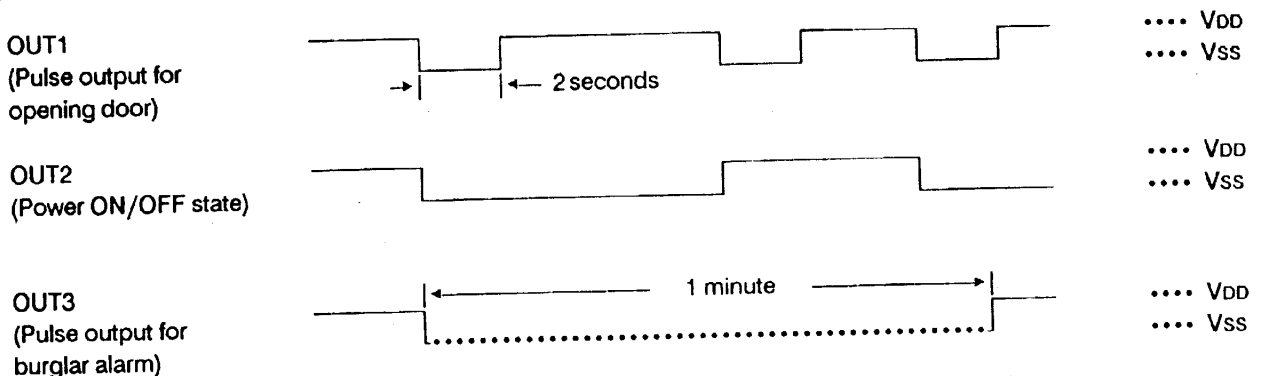 OUT1
(Pulse output for
opening door)
2 seconds
•••• VDD
•••• VSS
OUT2
(Power ON/OFF state)
•••• VDD
•••• VSS
OUT3
(Pulse output for
burglar alarm)
1 minute
•••• VDD
•••• VSS